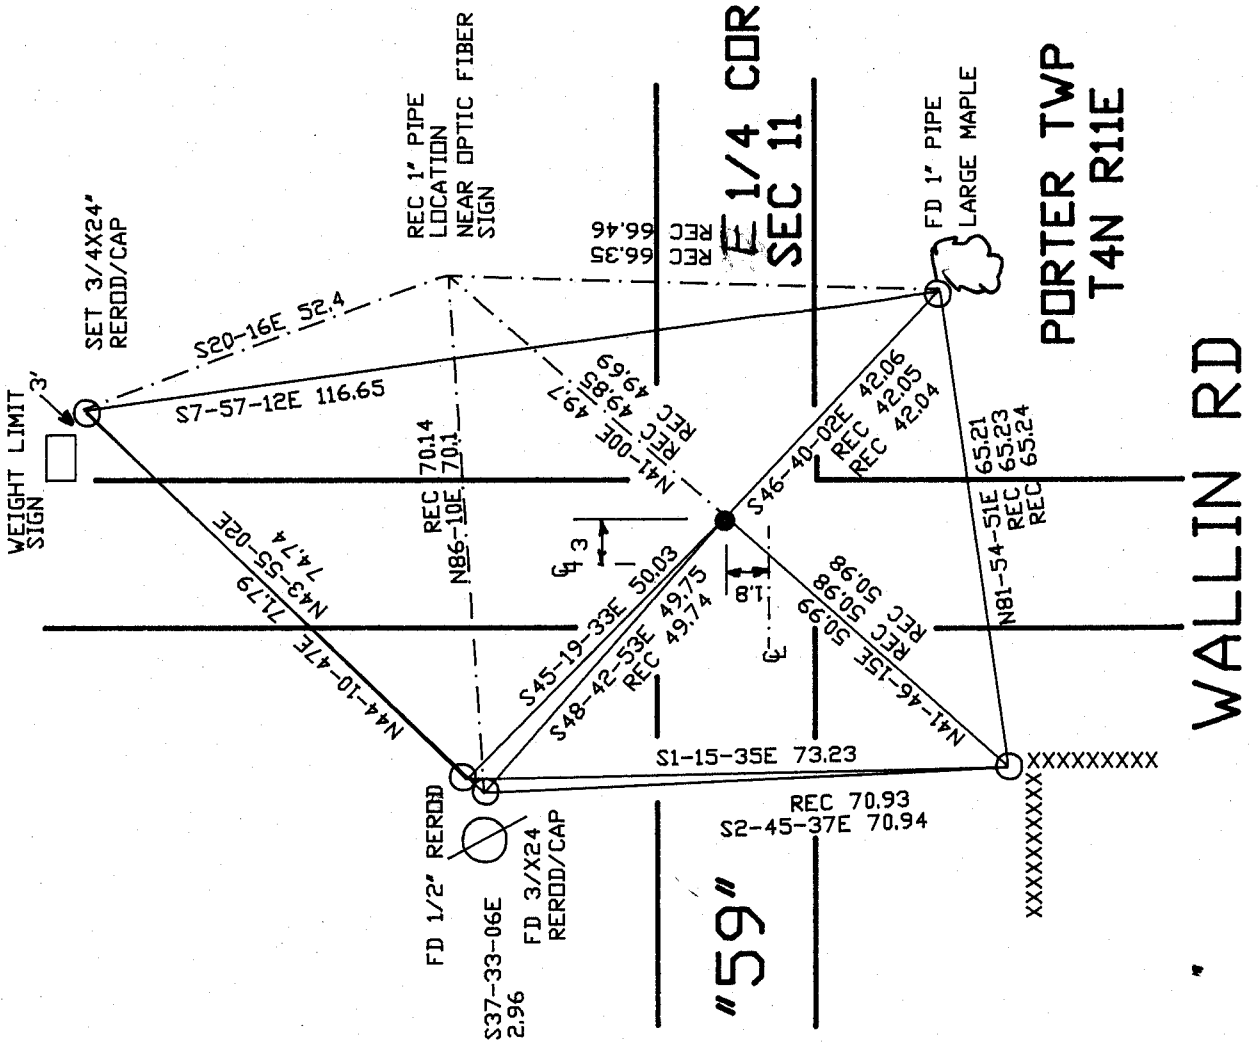 WEIGHT LIMIT
SIGN
3'
SET 3/4X24"
REROD/CAP
REC 1" PIPE
LOCATION
NEAR OPTIC FIBER
SIGN
S20-16E 52.4
S7-57-12E 116.65
N43-55-02E
74.74
N44-10-47E 71.79
REC 70.14
N86-10E 70.1
N41-00E 49.7
REC 49.85
REC 49.69
REC 66.46
REC 66.35
E 1/4 COR
SEC 11
FD 1" PIPE
LARGE MAPLE
PORTER TWP
T4N R11E
S46-40-02E 42.06
REC 42.05
REC 42.04
3
1.8
S45-19-33E 50.03
S48-42-53E 49.75
REC 49.74
N41-46-15E 50.99
REC 50.98
REC 50.98
N81-54-51E 65.21
REC 65.23
REC 65.24
S1-15-35E 73.23
REC 70.93
S2-45-37E 70.94
FD 1/2" REROD
FD 3/X24
REROD/CAP
S37-33-06E
2.96
"59"
WALLIN RD
XXXXXXXXX
XXXXXXXXXX